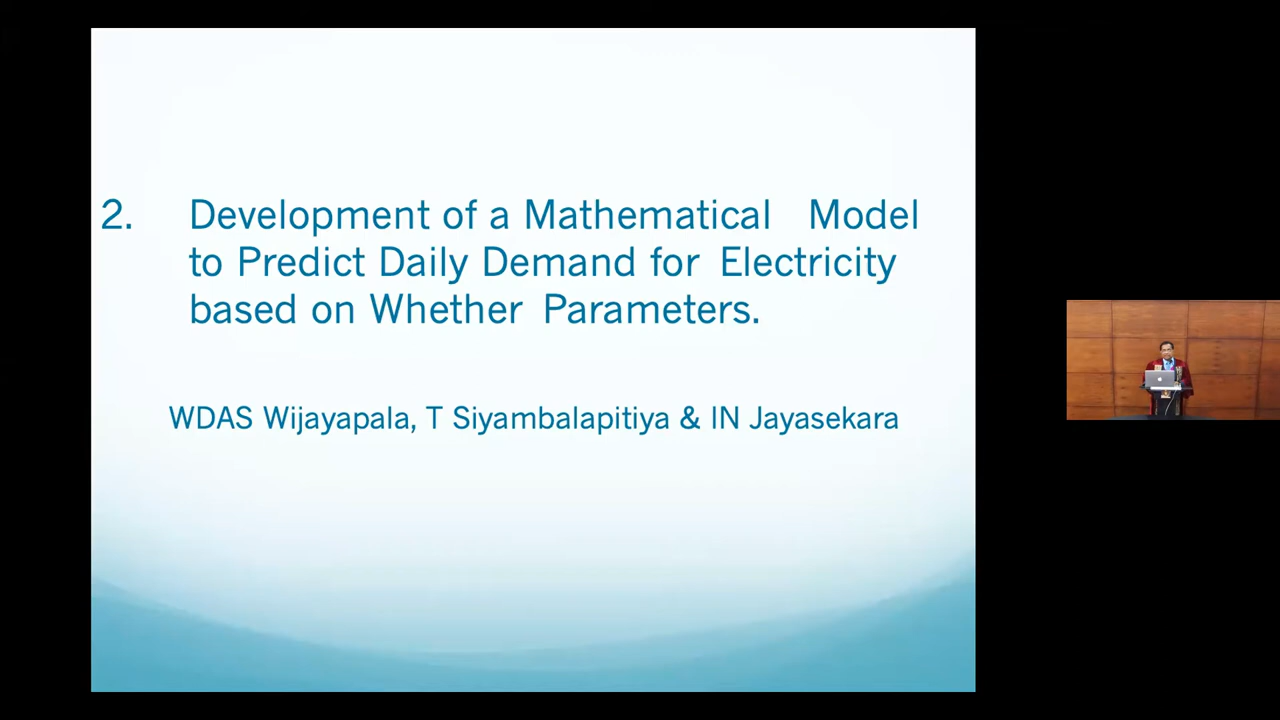 2. Development of a Mathematical Model
to Predict Daily Demand for Electricity
based on Whether Parameters.
WDAS Wijayapala, T Siyambalapitiya & IN Jayasekara